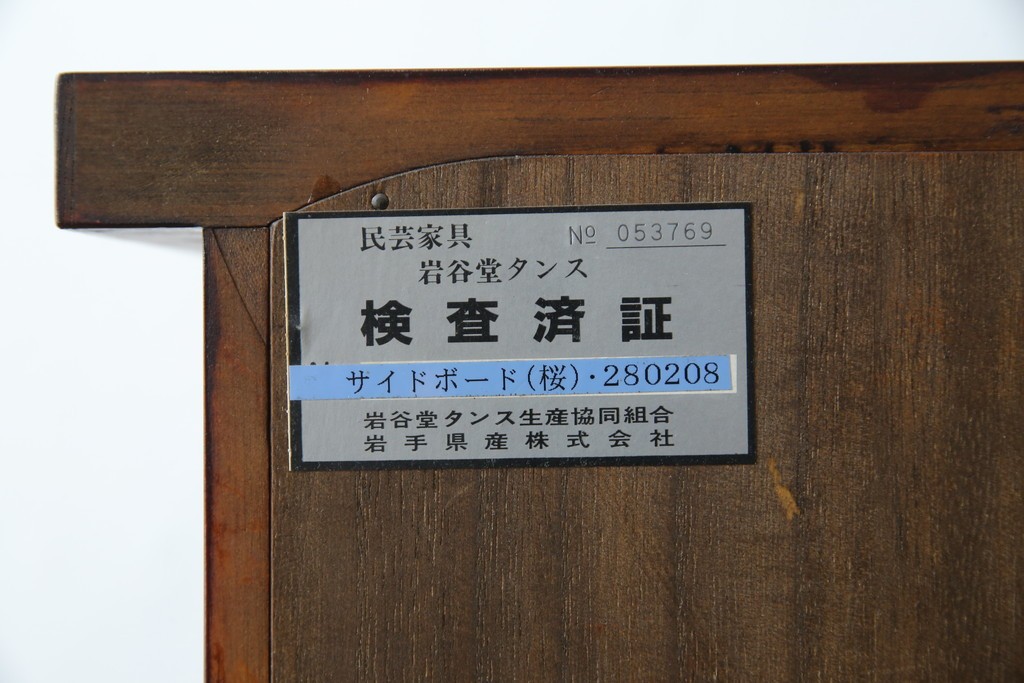 民芸家具 № 053769
岩谷堂タンス
検査済証
サイドボード(桜)・280208
岩谷堂タンス生産協同組合
岩手県産株式会社